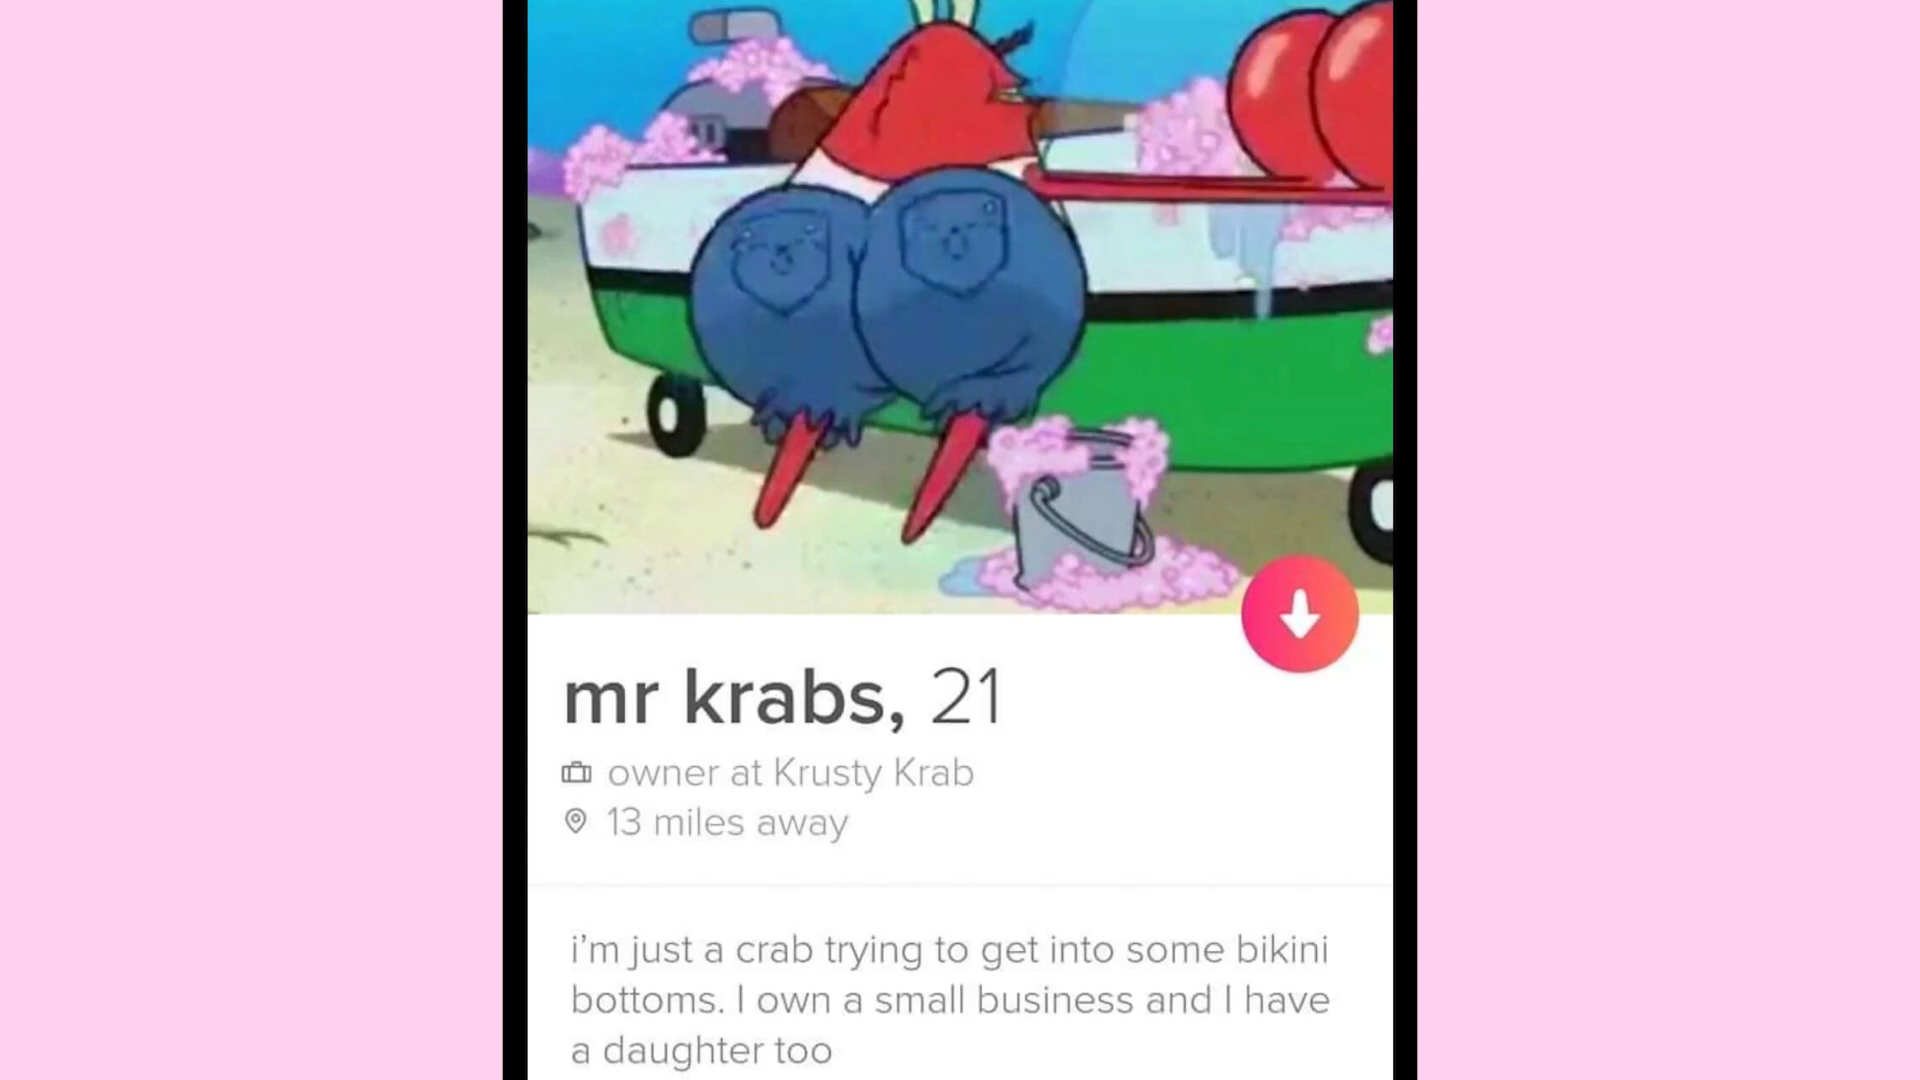 mr krabs, 21
owner at Krusty Krab
13 miles away
i'm just a crab trying to get into some bikini
bottoms. I own a small business and I have
a daughter too